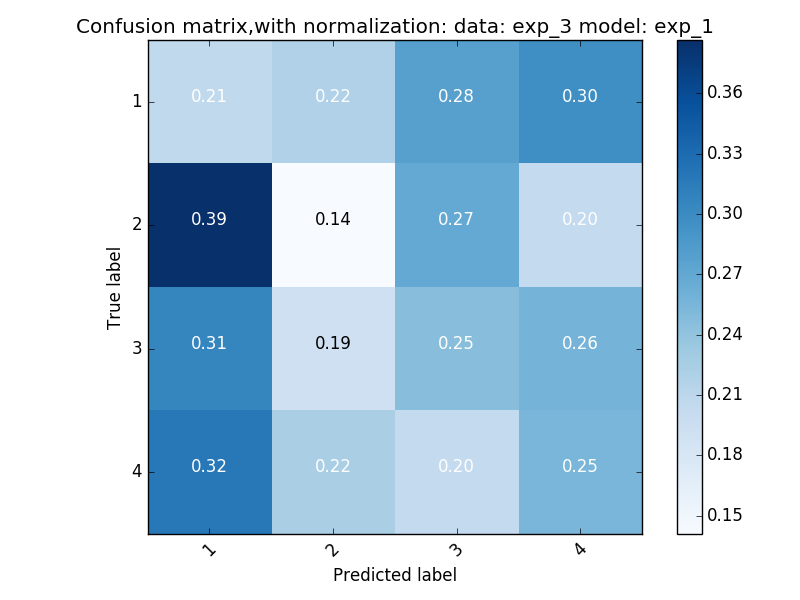 Confusion matrix,with normalization: data: exp_3 model: exp_1
1 0.21 0.22 0.28 0.30
2 0.39 0.14 0.27 0.20
3 0.31 0.19 0.25 0.26
4 0.32 0.22 0.20 0.25
1 2 3 4
True label
Predicted label
0.36
0.33
0.30
0.27
0.24
0.21
0.18
0.15